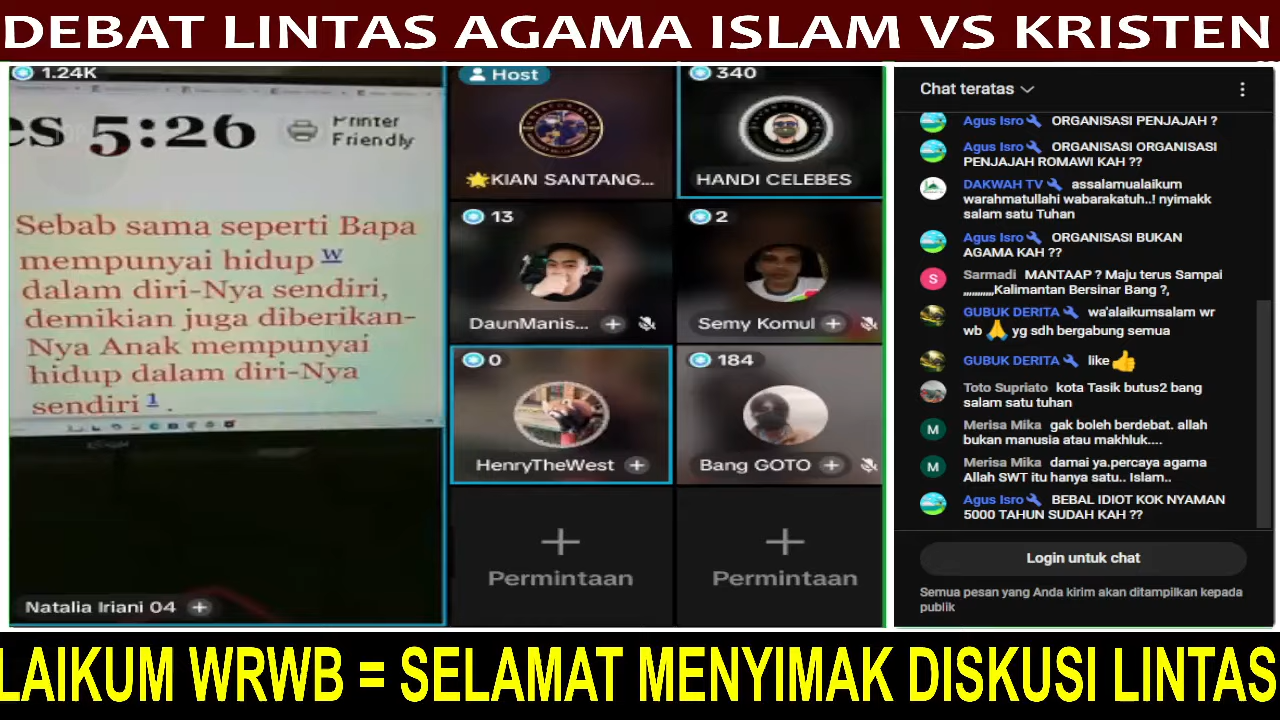 DEBAT LINTAS AGAMA ISLAM VS KRISTEN
1.24K
es 5:26
Printer
Friendly
Sebab sama seperti Bapa
mempunyai hidup w
dalam diri-Nya sendiri,
demikian juga diberikan-
Nya Anak mempunyai
hidup dalam diri-Nya
sendiri 1 .
Natalia Iriani 04 +
Host
🌟KIAN SANTANG...
340
HANDI CELEBES
13
DaunManis... +
2
Semy Komul +
0
HenryTheWest +
184
Bang GOTO +
+
Permintaan
+
Permintaan
Chat teratas
Agus Isro ORGANISASI PENJAJAH ?
Agus Isro ORGANISASI ORGANISASI
PENJAJAH ROMAWI KAH ??
DAKWAH TV assalamualaikum
warahmatullahi wabarakatuh..! nyimakk
salam satu Tuhan
Agus Isro ORGANISASI BUKAN
AGAMA KAH ??
S
Sarmadi MANTAAP ? Maju terus Sampai
,,,,,,,,,,,Kalimantan Bersinar Bang ?,
GUBUK DERITA wa'alaikumsalam wr
wb 🙏 yg sdh bergabung semua
GUBUK DERITA like👍
Toto Supriato kota Tasik butus2 bang
salam satu tuhan
M
Merisa Mika gak boleh berdebat. allah
bukan manusia atau makhluk....
M
Merisa Mika damai ya.percaya agama
Allah SWT itu hanya satu.. Islam..
Agus Isro BEBAL IDIOT KOK NYAMAN
5000 TAHUN SUDAH KAH ??
Login untuk chat
Semua pesan yang Anda kirim akan ditampilkan kepada
publik
LAIKUM WRWB = SELAMAT MENYIMAK DISKUSI LINTAS